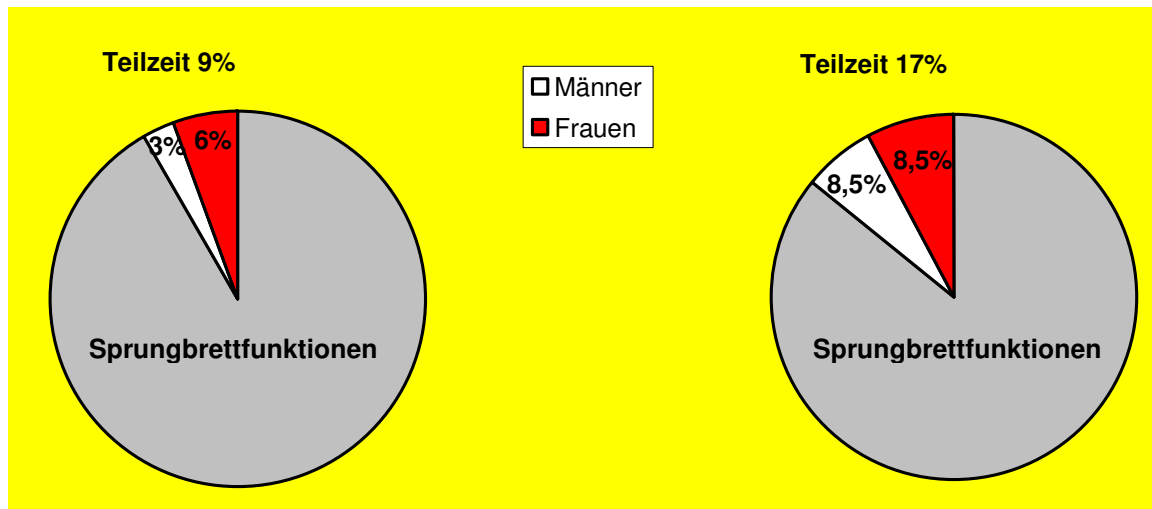 Teilzeit 9%
Männer
Frauen
Teilzeit 17%
3%
6%
8,5%
8,5%
Sprungbrettfunktionen
Sprungbrettfunktionen